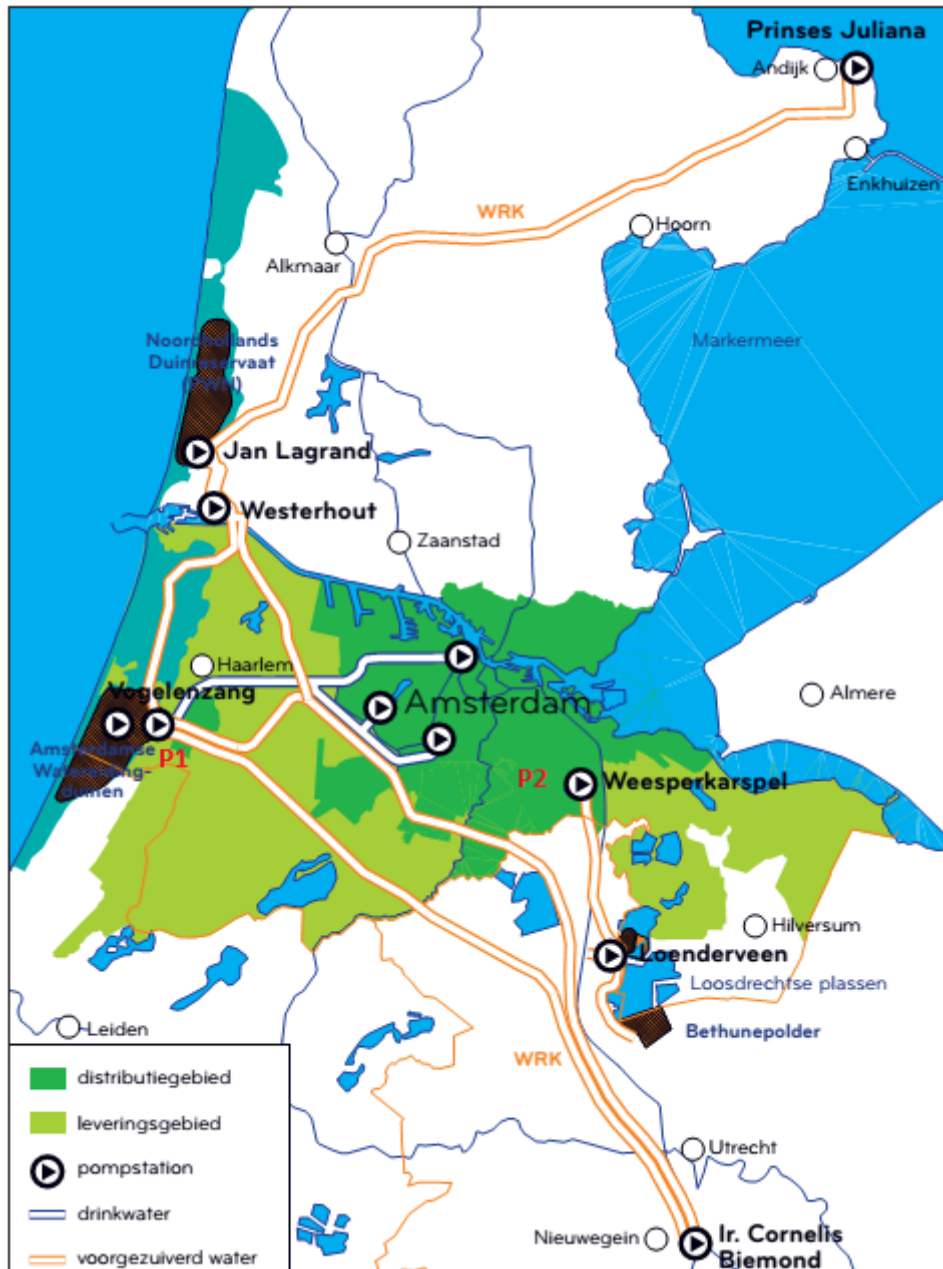 Prinses Juliana
Andijk
Enkhuizen
WRK
Hoorn
Alkmaar
Markermeer
Noordhollands
Duinreservaat
(PWN)
Jan Lagrand
Westerhout
Zaanstad
Haarlem
Vogelenzang
Amsterdam
Almere
P1
Amsterdamse
Waterleiding-
duinen
P2
Weesperkarspel
Hilversum
Loenderveen
Loosdrechtse plassen
Bethunepolder
Leiden
WRK
Utrecht
Nieuwegein
Ir. Cornelis
Biemond
distributiegebied
leveringsgebied
pompstation
drinkwater
voorgezuiverd water